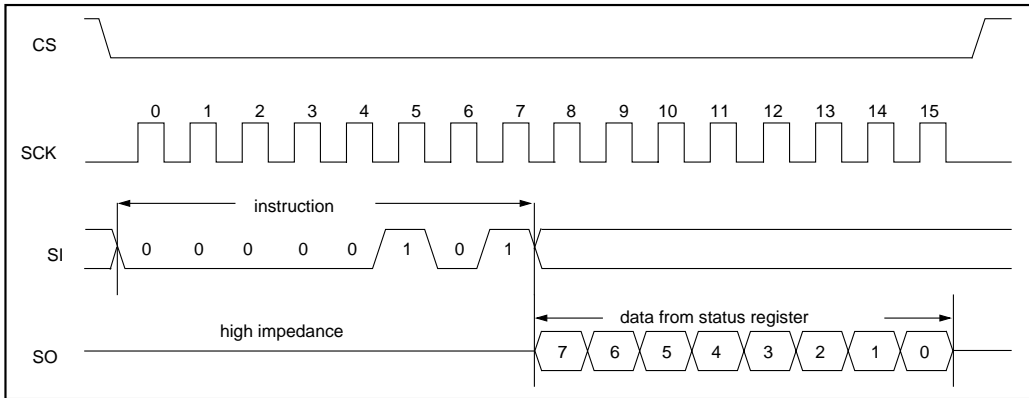 CS
0 1 2 3 4 5 6 7 8 9 10 11 12 13 14 15
SCK
instruction
SI 0 0 0 0 0 1 0 1
high impedance
data from status register
SO 7 6 5 4 3 2 1 0